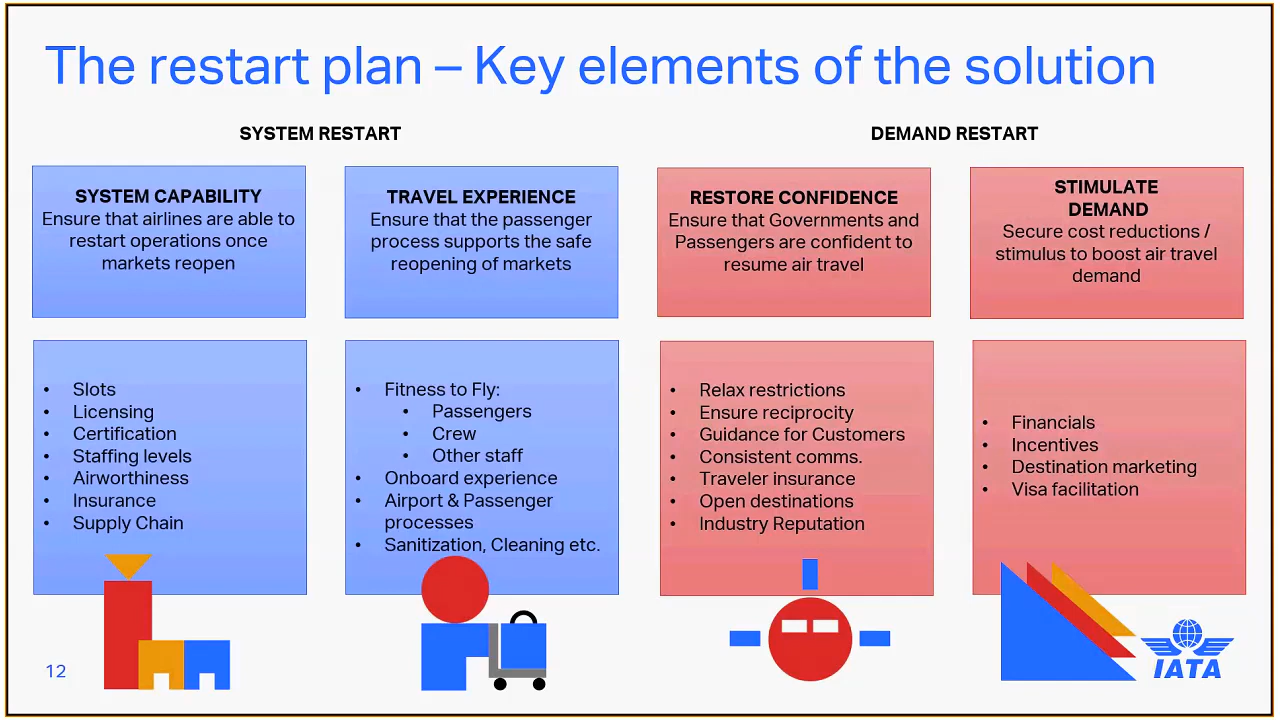 The restart plan – Key elements of the solution
SYSTEM RESTART
DEMAND RESTART
SYSTEM CAPABILITY
Ensure that airlines are able to
restart operations once
markets reopen
TRAVEL EXPERIENCE
Ensure that the passenger
process supports the safe
reopening of markets
RESTORE CONFIDENCE
Ensure that Governments and
Passengers are confident to
resume air travel
STIMULATE
DEMAND
Secure cost reductions /
stimulus to boost air travel
demand
• Slots
• Licensing
• Certification
• Staffing levels
• Airworthiness
• Insurance
• Supply Chain
• Fitness to Fly:
• Passengers
• Crew
• Other staff
• Onboard experience
• Airport & Passenger
processes
• Sanitization, Cleaning etc.
• Relax restrictions
• Ensure reciprocity
• Guidance for Customers
• Consistent comms.
• Traveler insurance
• Open destinations
• Industry Reputation
• Financials
• Incentives
• Destination marketing
• Visa facilitation
12
IATA